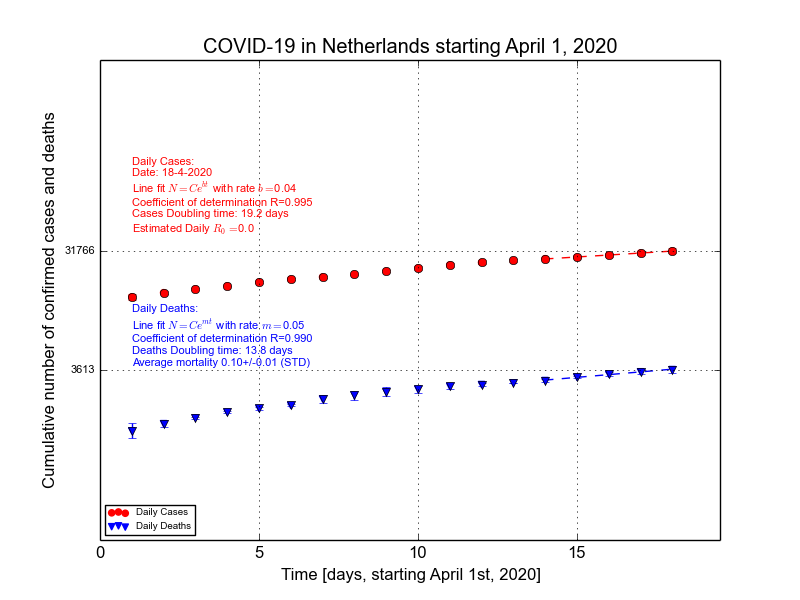 COVID-19 in Netherlands starting April 1, 2020
Cumulative number of confirmed cases and deaths
Daily Cases:
Date: 18-4-2020
Line fit N = Ce^{bt} with rate b =0.04
Coefficient of determination R=0.995
Cases Doubling time: 19.2 days
Estimated Daily R_0 =0.0
31766
Daily Deaths:
Line fit N = Ce^{mt} with rate: m =0.05
Coefficient of determination R=0.990
Deaths Doubling time: 13.8 days
Average mortality 0.10+/-0.01 (STD)
3613
Daily Cases
Daily Deaths
0 5 10 15
Time [days, starting April 1st, 2020]